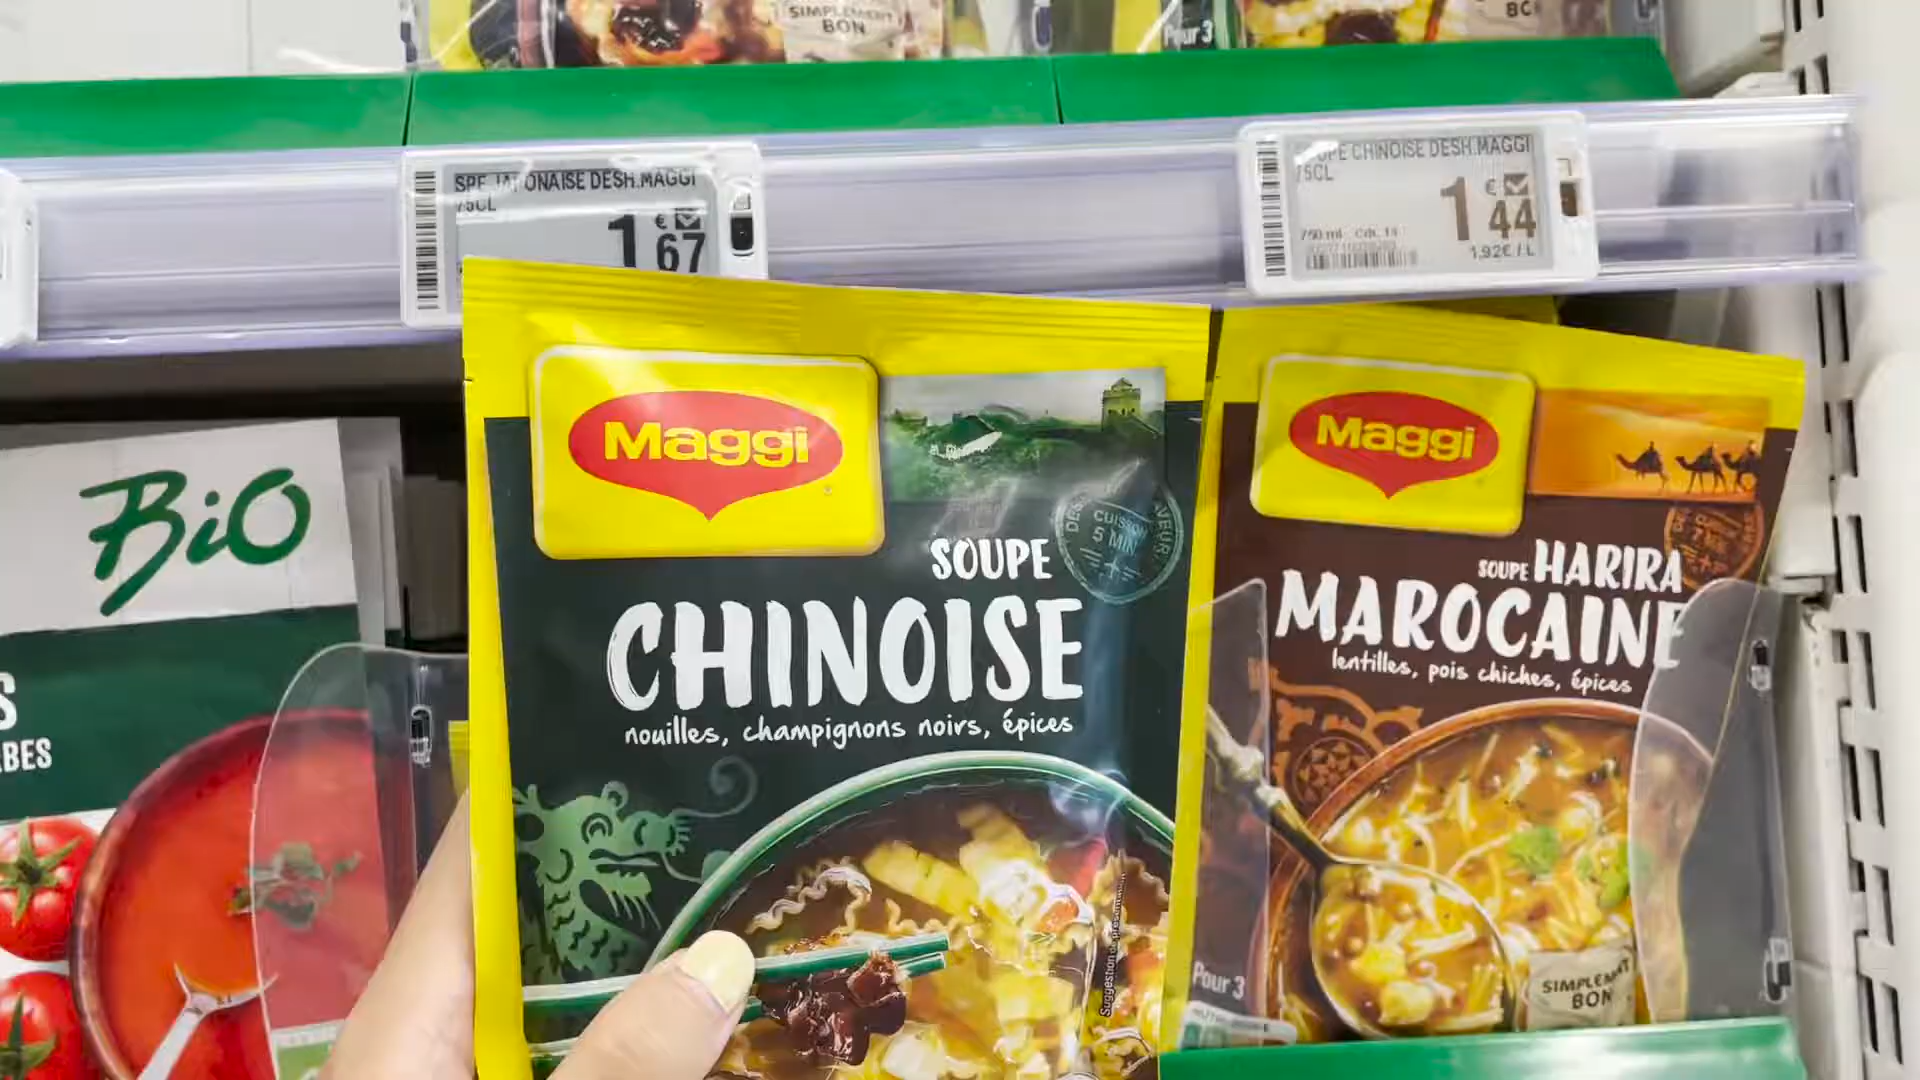 SIMPLEMENT
BON
Pour 3
SPE JAPONAISE DESH.MAGGI
75CL
1 € 67
SOUPE CHINOISE DESH.MAGGI
75CL
1 € 44
750 ml
1,92€/L
BiO
Maggi
CUISSON
5 MIN
SOUPE
CHINOISE
nouilles, champignons noirs, épices
Suggestion de présentation
Maggi
SOUPE HARIRA
MAROCAINE
lentilles, pois chiches, épices
Pour 3
SIMPLEMENT
BON